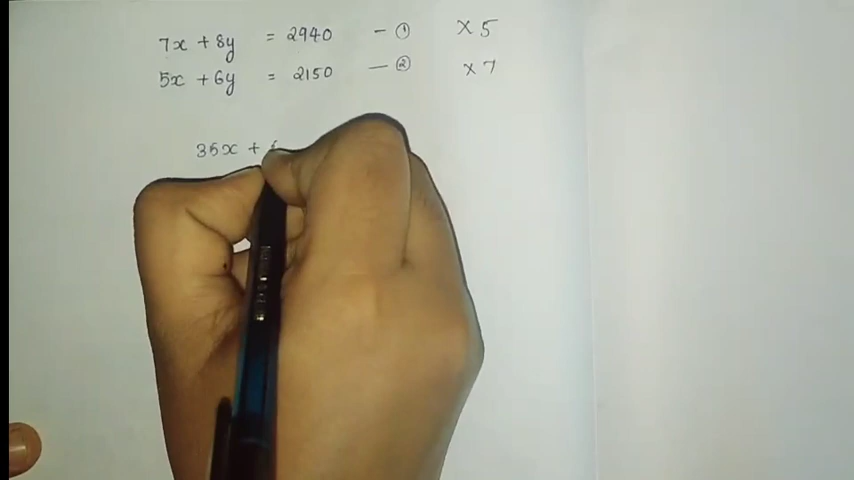 7x + 8y = 2940 – ① × 5
5x + 6y = 2150 — ② × 7
35x +